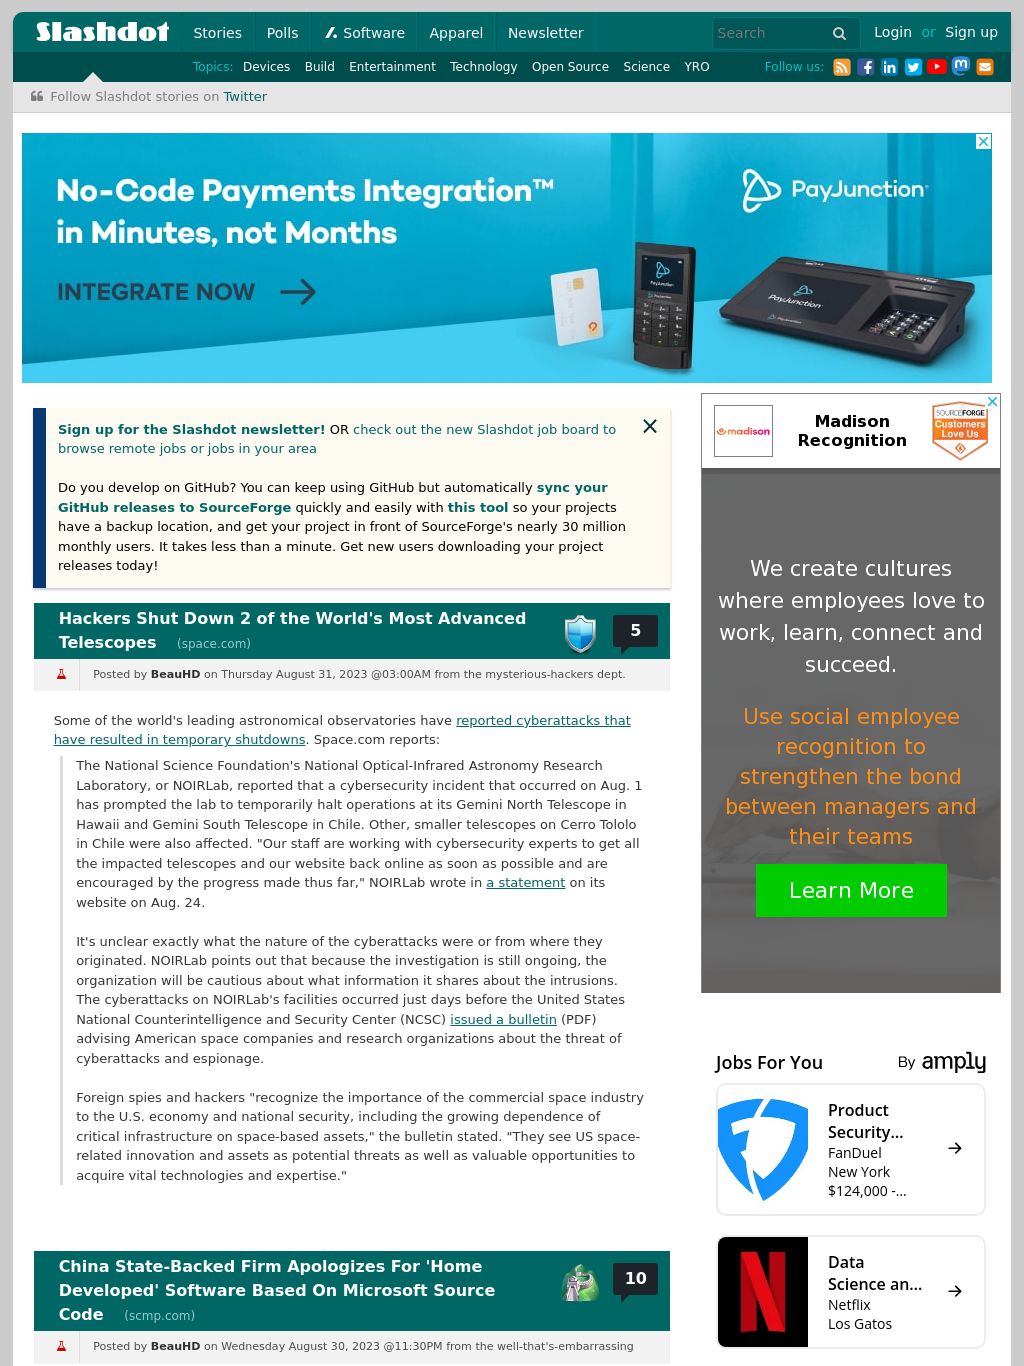 Slashdot
Stories
Polls
Software
Apparel
Newsletter
Search
Login or Sign up
Topics: Devices Build Entertainment Technology Open Source Science YRO
Follow us:
Follow Slashdot stories on Twitter
No-Code Payments Integration™
in Minutes, not Months
INTEGRATE NOW
PayJunction
Sign up for the Slashdot newsletter! OR check out the new Slashdot job board to
browse remote jobs or jobs in your area
Do you develop on GitHub? You can keep using GitHub but automatically sync your
GitHub releases to SourceForge quickly and easily with this tool so your projects
have a backup location, and get your project in front of SourceForge's nearly 30 million
monthly users. It takes less than a minute. Get new users downloading your project
releases today!
Hackers Shut Down 2 of the World's Most Advanced
Telescopes (space.com)
5
Posted by BeauHD on Thursday August 31, 2023 @03:00AM from the mysterious-hackers dept.
Some of the world's leading astronomical observatories have reported cyberattacks that
have resulted in temporary shutdowns. Space.com reports:
The National Science Foundation's National Optical-Infrared Astronomy Research
Laboratory, or NOIRLab, reported that a cybersecurity incident that occurred on Aug. 1
has prompted the lab to temporarily halt operations at its Gemini North Telescope in
Hawaii and Gemini South Telescope in Chile. Other, smaller telescopes on Cerro Tololo
in Chile were also affected. "Our staff are working with cybersecurity experts to get all
the impacted telescopes and our website back online as soon as possible and are
encouraged by the progress made thus far," NOIRLab wrote in a statement on its
website on Aug. 24.
It's unclear exactly what the nature of the cyberattacks were or from where they
originated. NOIRLab points out that because the investigation is still ongoing, the
organization will be cautious about what information it shares about the intrusions.
The cyberattacks on NOIRLab's facilities occurred just days before the United States
National Counterintelligence and Security Center (NCSC) issued a bulletin (PDF)
advising American space companies and research organizations about the threat of
cyberattacks and espionage.
Foreign spies and hackers "recognize the importance of the commercial space industry
to the U.S. economy and national security, including the growing dependence of
critical infrastructure on space-based assets," the bulletin stated. "They see US space-
related innovation and assets as potential threats as well as valuable opportunities to
acquire vital technologies and expertise."
China State-Backed Firm Apologizes For 'Home
Developed' Software Based On Microsoft Source
Code (scmp.com)
10
Posted by BeauHD on Wednesday August 30, 2023 @11:30PM from the well-that's-embarrassing
madison
Madison
Recognition
SOURCEFORGE
Customers
Love Us
We create cultures
where employees love to
work, learn, connect and
succeed.
Use social employee
recognition to
strengthen the bond
between managers and
their teams
Learn More
Jobs For You
By amply
Product
Security...
FanDuel
New York
$124,000 -...
Data
Science an...
Netflix
Los Gatos